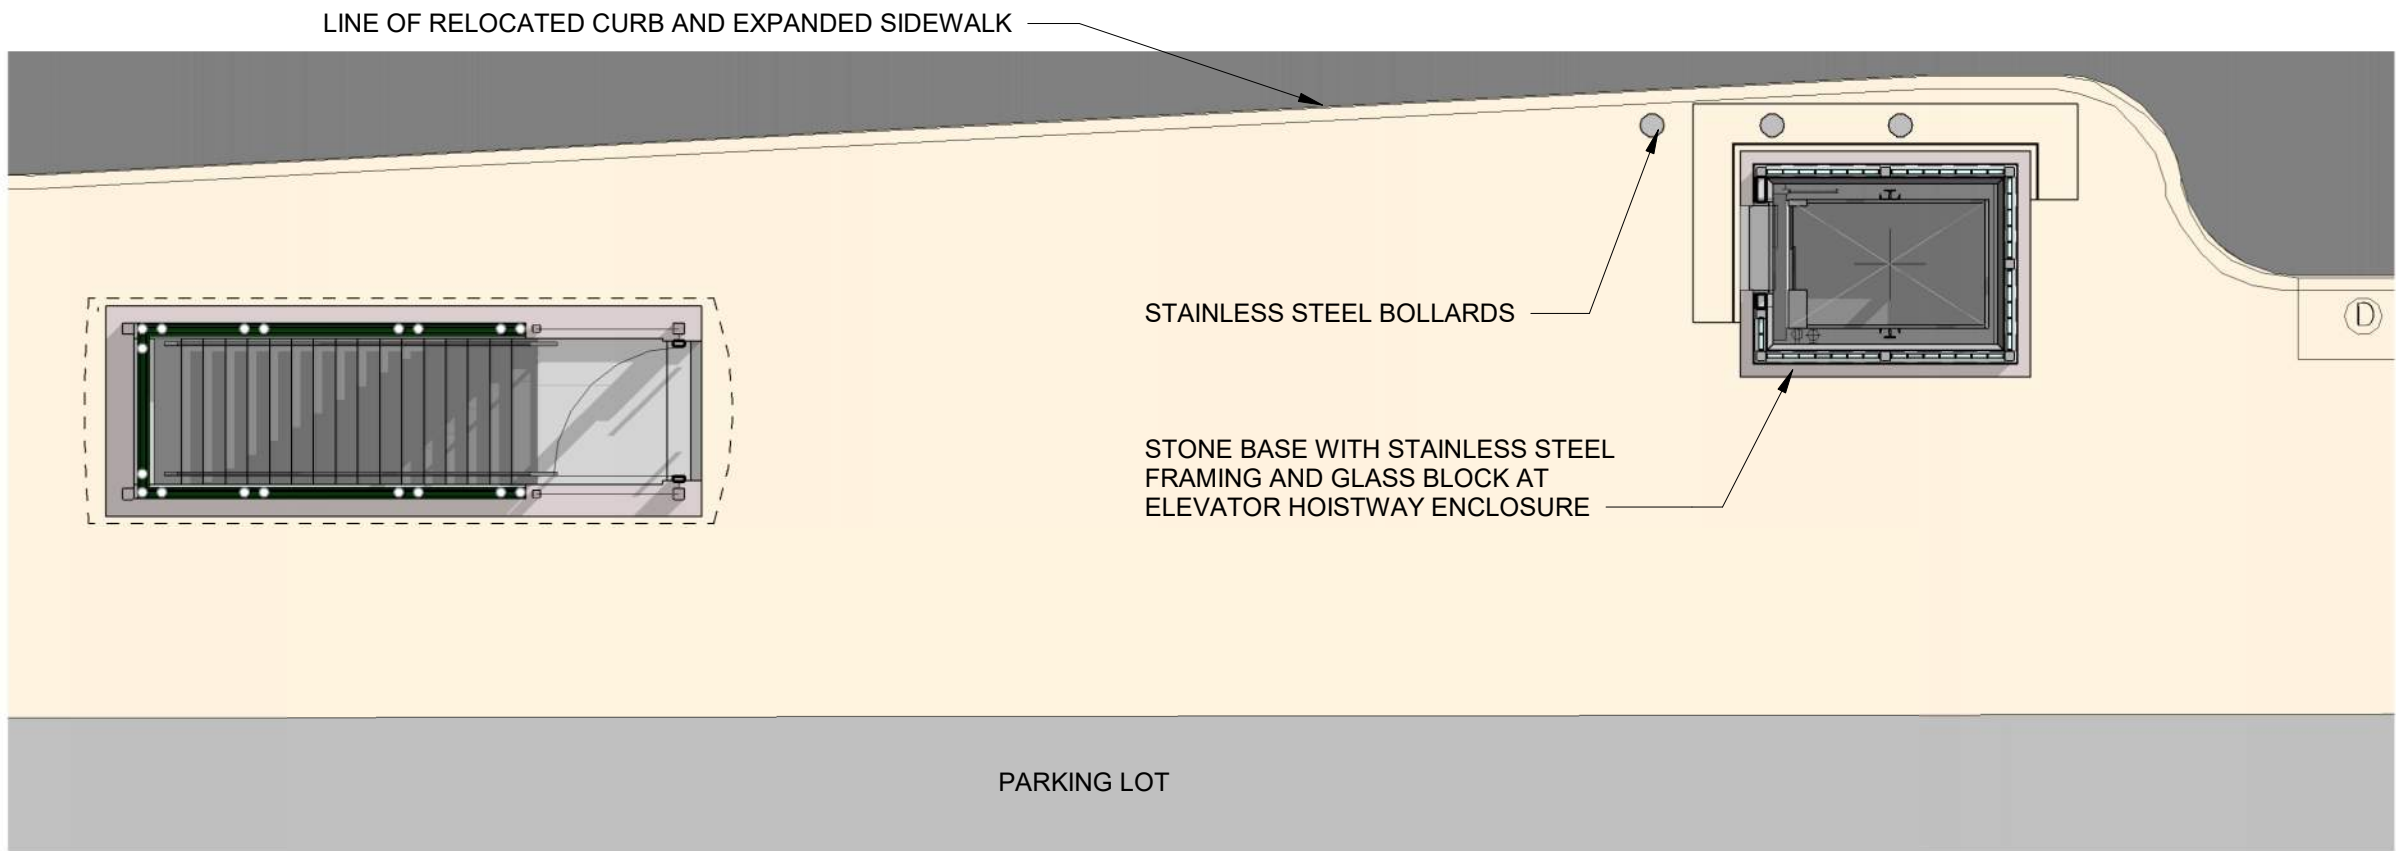 LINE OF RELOCATED CURB AND EXPANDED SIDEWALK
STAINLESS STEEL BOLLARDS
D
STONE BASE WITH STAINLESS STEEL
FRAMING AND GLASS BLOCK AT
ELEVATOR HOISTWAY ENCLOSURE
PARKING LOT